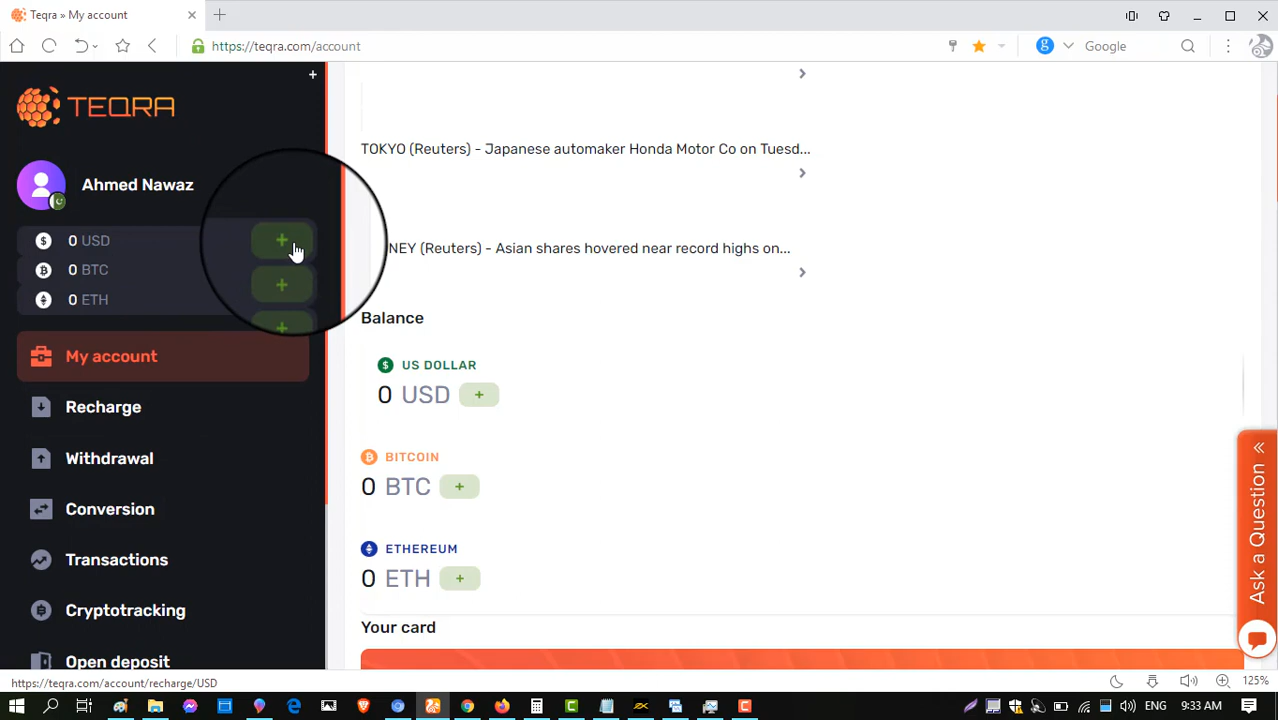 Teqra » My account
https://teqra.com/account
g
Google
TEQRA
Ahmed Nawaz
0 USD
0 BTC
0 ETH
My account
Recharge
Withdrawal
Conversion
Transactions
Cryptotracking
Open deposit
TOKYO (Reuters) - Japanese automaker Honda Motor Co on Tuesd...
NEY (Reuters) - Asian shares hovered near record highs on...
Balance
US DOLLAR
0 USD +
BITCOIN
0 BTC +
ETHEREUM
0 ETH +
Your card
Ask a Question
https://teqra.com/account/recharge/USD
125%
ENG
9:33 AM